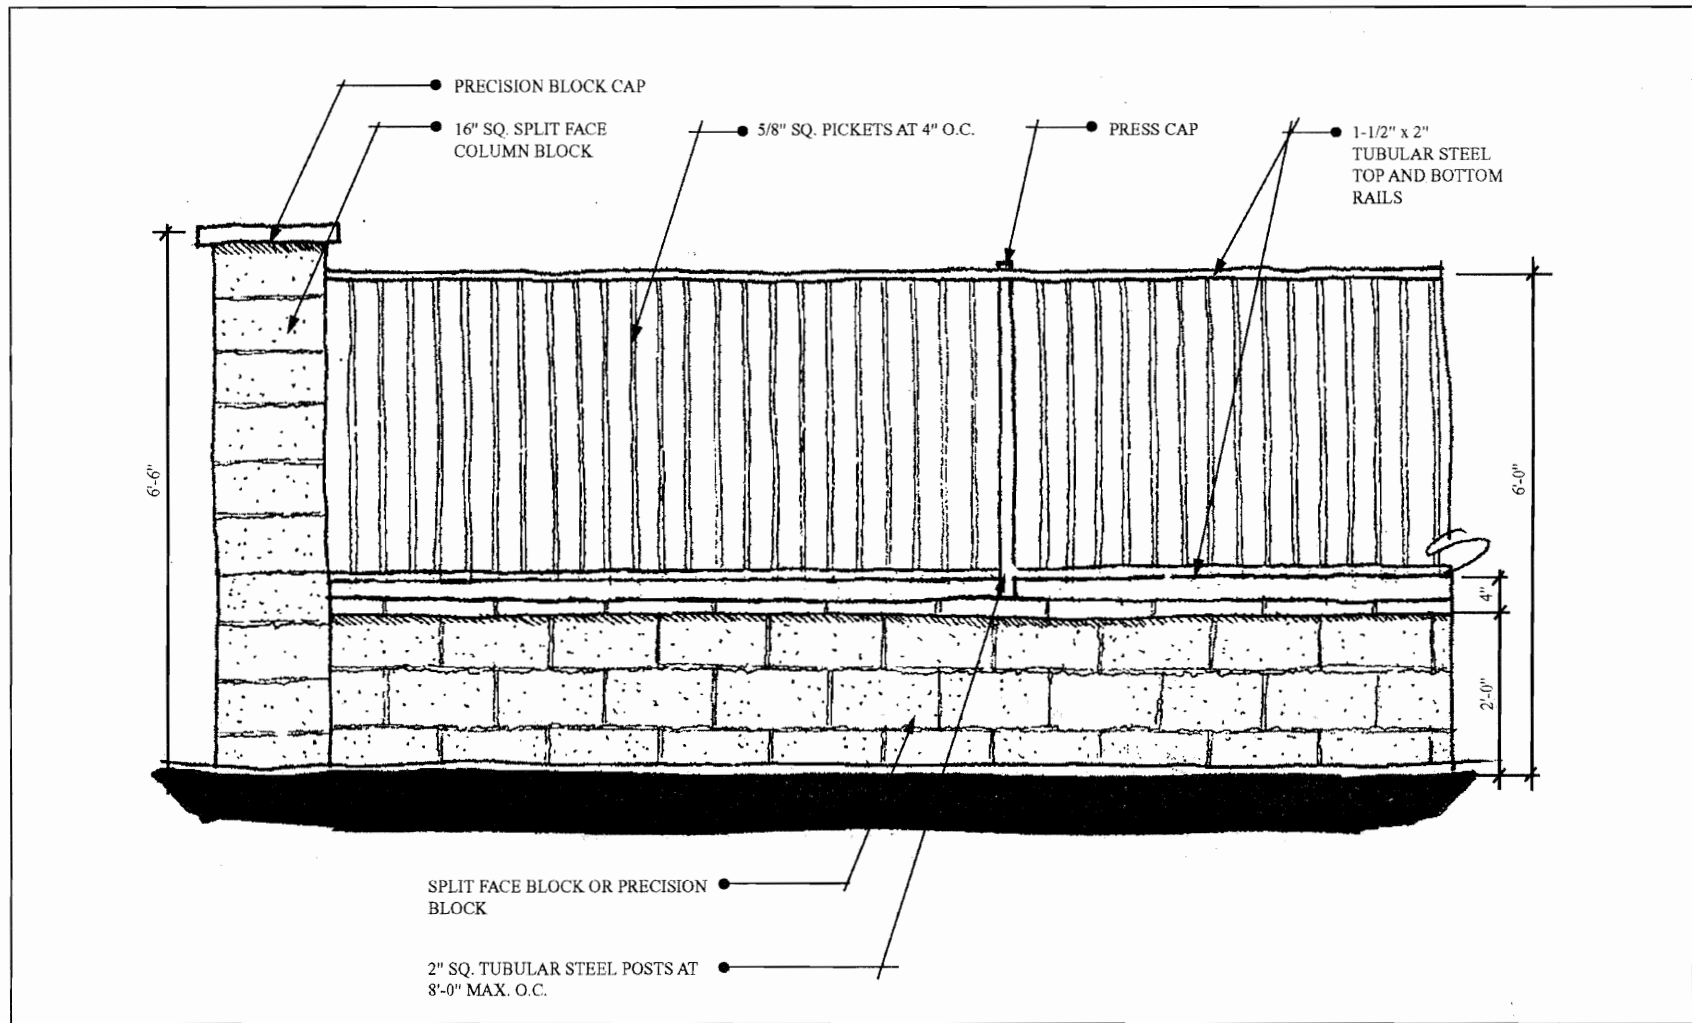 PRECISION BLOCK CAP
16" SQ. SPLIT FACE
COLUMN BLOCK
5/8" SQ. PICKETS AT 4" O.C.
PRESS CAP
1-1/2" x 2"
TUBULAR STEEL
TOP AND BOTTOM
RAILS
6'-6"
6'-0"
4"
2'-0"
SPLIT FACE BLOCK OR PRECISION
BLOCK
2" SQ. TUBULAR STEEL POSTS AT
8'-0" MAX. O.C.